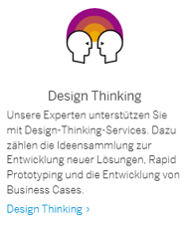 Design Thinking
Unsere Experten unterstützen Sie
mit Design-Thinking-Services. Dazu
zählen die Ideensammlung zur
Entwicklung neuer Lösungen, Rapid
Prototyping und die Entwicklung von
Business Cases.
Design Thinking >